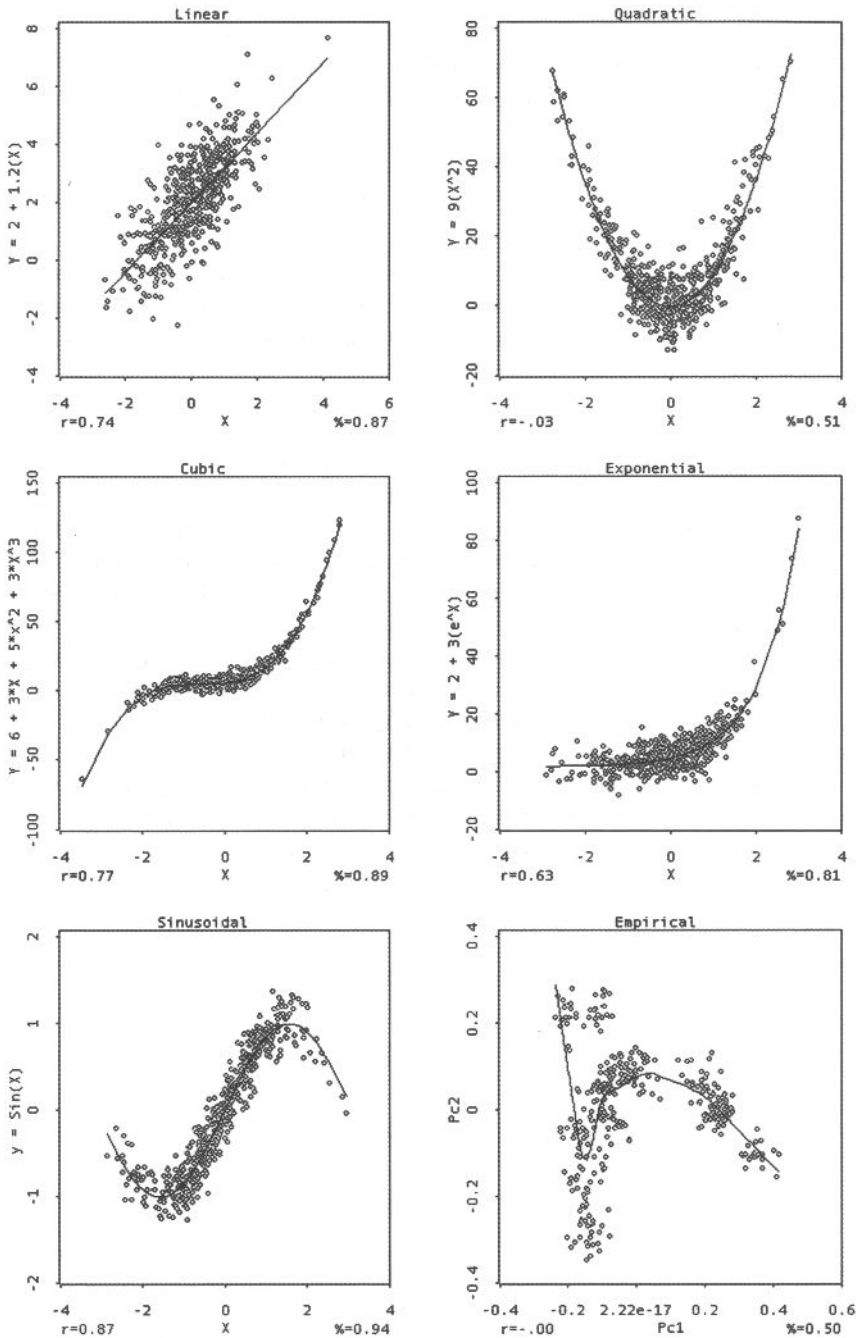 Linear
Y = 2 + 1.2(X)
8
6
4
2
0
-2
-4
-4 -2 0 2 4 6
r=0.74 X %=0.87
Quadratic
Y = 9(X^2)
80
60
40
20
0
-20
-4 -2 0 2 4
r=-.03 X %=0.51
Cubic
Y = 6 + 3*X + 5*x^2 + 3*X^3
150
100
50
0
-50
-100
-4 -2 0 2 4
r=0.77 X %=0.89
Exponential
Y = 2 + 3(e^X)
100
80
60
40
20
0
-20
-4 -2 0 2 4
r=0.63 X %=0.81
Sinusoidal
y = Sin(X)
2
1
0
-1
-2
-4 -2 0 2 4
r=0.87 X %=0.94
Empirical
Pc2
0.4
0.2
0.0
-0.2
-0.4
-0.4 -0.2 2.22e-17 0.2 0.4 0.6
r=-.00 Pc1 %=0.50